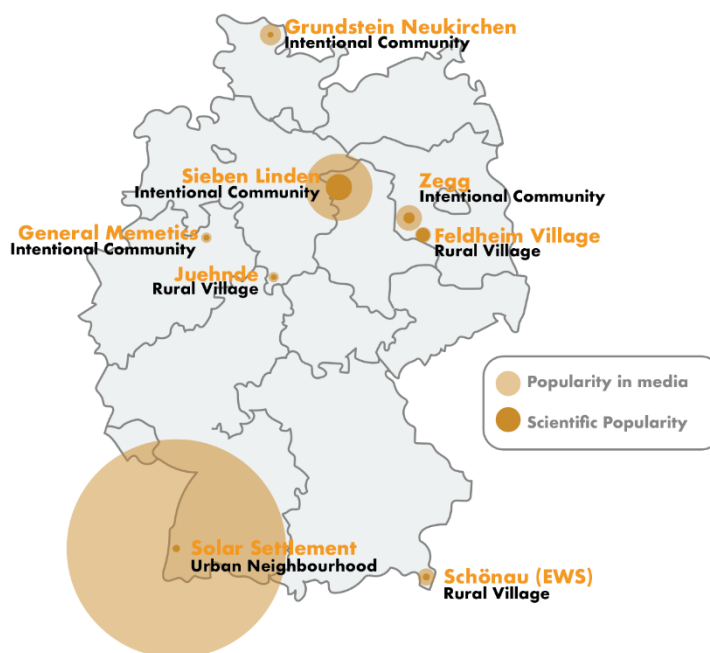 Grundstein Neukirchen
Intentional Community
Sieben Linden
Intentional Community
Zegg
Intentional Community
General Memetics
Intentional Community
Feldheim Village
Rural Village
Juehnde
Rural Village
Popularity in media
Scientific Popularity
Solar Settlement
Urban Neighbourhood
Schönau (EWS)
Rural Village